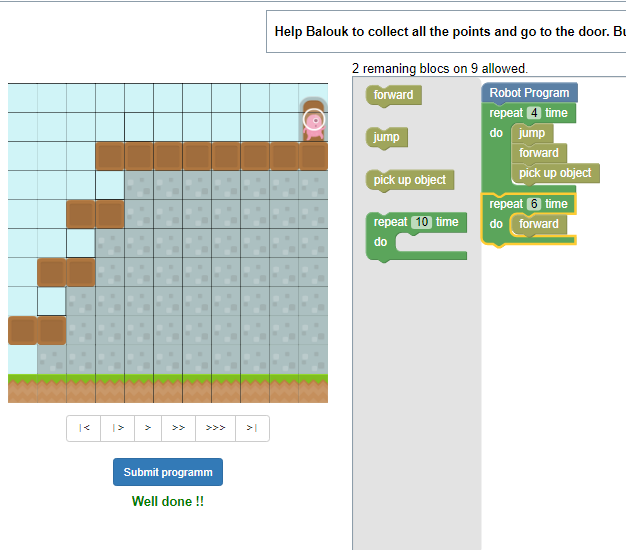 Help Balouk to collect all the points and go to the door. Bu
2 remaning blocs on 9 allowed.
forward
jump
pick up object
repeat 10 time
do
Robot Program
repeat 4 time
do jump
forward
pick up object
repeat 6 time
do forward
|< |> > >> >>> >|
Submit programm
Well done !!